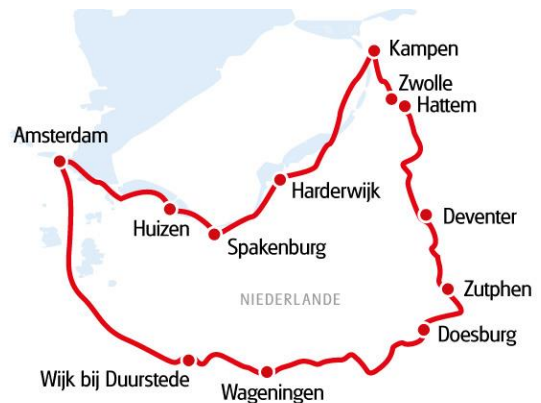 Kampen
Zwolle
Hattem
Amsterdam
Harderwijk
Huizen
Spakenburg
Deventer
Zutphen
NIEDERLANDE
Doesburg
Wijk bij Duurstede
Wageningen